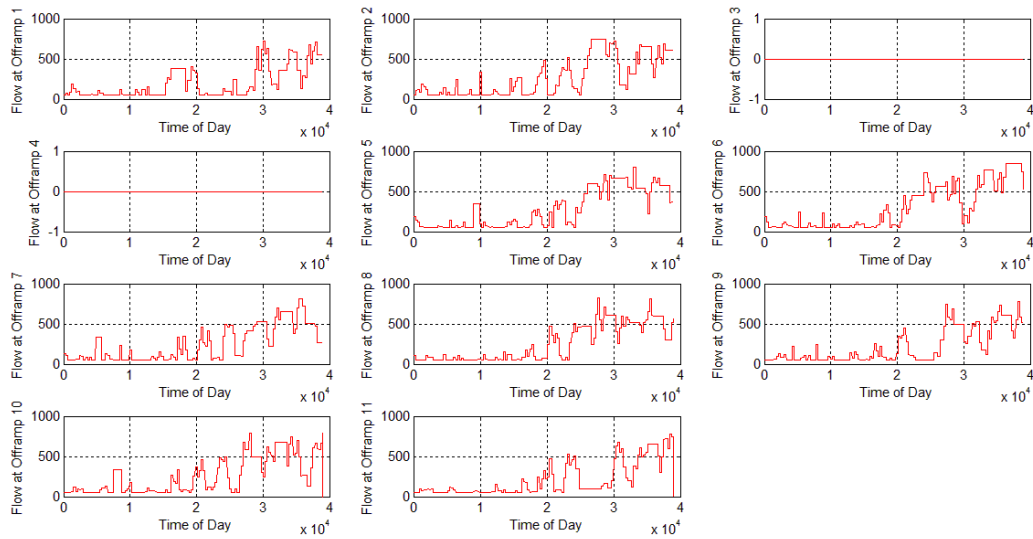 1000
500
0
Flow at Offramp 1
0 1 2 3 4
Time of Day
x 10^4
1000
500
0
Flow at Offramp 2
0 1 2 3 4
Time of Day
x 10^4
1
0
-1
Flow at Offramp 3
0 1 2 3 4
Time of Day
x 10^4
1
0
-1
Flow at Offramp 4
0 1 2 3 4
Time of Day
x 10^4
1000
500
0
Flow at Offramp 5
0 1 2 3 4
Time of Day
x 10^4
1000
500
0
Flow at Offramp 6
0 1 2 3 4
Time of Day
x 10^4
1000
500
0
Flow at Offramp 7
0 1 2 3 4
Time of Day
x 10^4
1000
500
0
Flow at Offramp 8
0 1 2 3 4
Time of Day
x 10^4
1000
500
0
Flow at Offramp 9
0 1 2 3 4
Time of Day
x 10^4
1000
500
0
Flow at Offramp 10
0 1 2 3 4
Time of Day
x 10^4
1000
500
0
Flow at Offramp 11
0 1 2 3 4
Time of Day
x 10^4